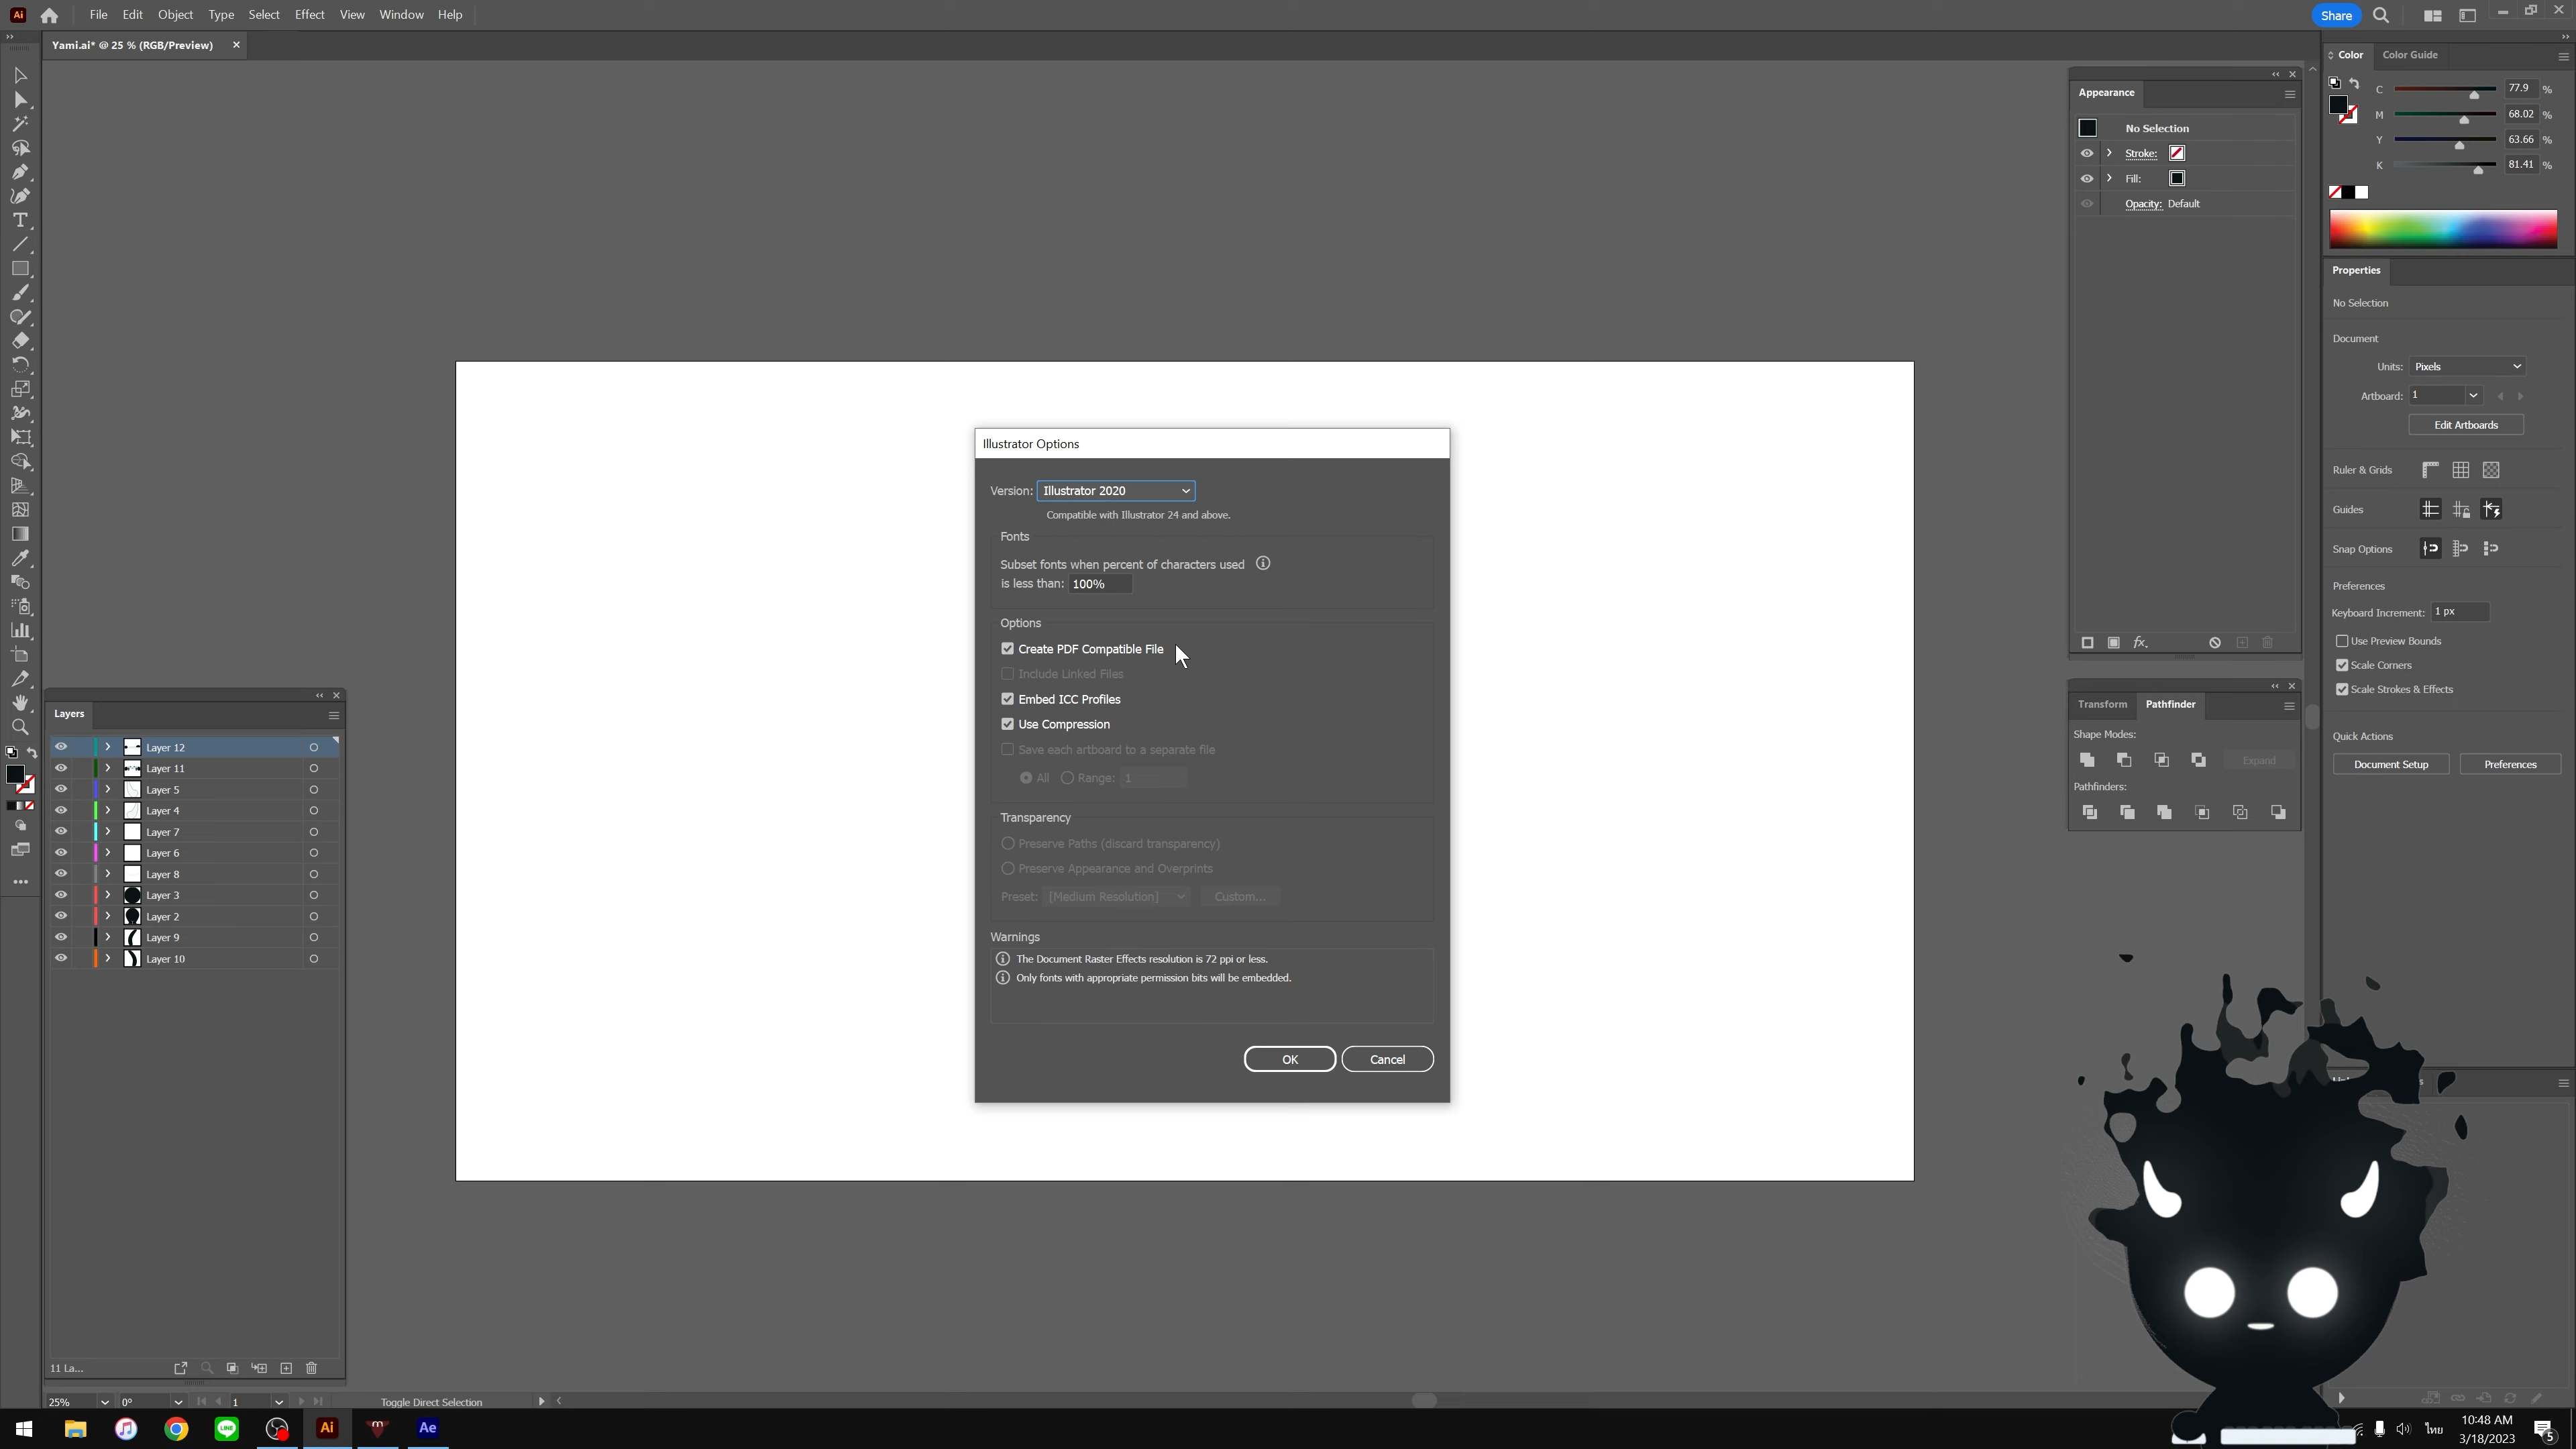 Ai File Edit Object Type Select Effect View Window Help Share
Yami.ai* @ 25 % (RGB/Preview)
Color Color Guide
C 77.9 %
M 68.02 %
Y 63.66 %
K 81.41 %
Appearance
No Selection
Stroke:
Fill:
Opacity: Default
fx.
Properties
No Selection
Document
Units: Pixels
Artboard: 1
Edit Artboards
Ruler & Grids
Guides
Snap Options
Preferences
Keyboard Increment: 1 px
Use Preview Bounds
Scale Corners
Scale Strokes & Effects
Quick Actions
Document Setup Preferences
Transform Pathfinder
Shape Modes:
Expand
Pathfinders:
Illustrator Options
Version: Illustrator 2020
Compatible with Illustrator 24 and above.
Fonts
Subset fonts when percent of characters used
is less than: 100%
Options
Create PDF Compatible File
Include Linked Files
Embed ICC Profiles
Use Compression
Save each artboard to a separate file
All Range: 1
Transparency
Preserve Paths (discard transparency)
Preserve Appearance and Overprints
Preset: [Medium Resolution] Custom...
Warnings
The Document Raster Effects resolution is 72 ppi or less.
Only fonts with appropriate permission bits will be embedded.
OK Cancel
Layers
Layer 12
Layer 11
Layer 5
Layer 4
Layer 7
Layer 6
Layer 8
Layer 3
Layer 2
Layer 9
Layer 10
11 La...
25% 0° 1 Toggle Direct Selection
LINE Ai Ae
ไทย
10:48 AM
3/18/2023
5